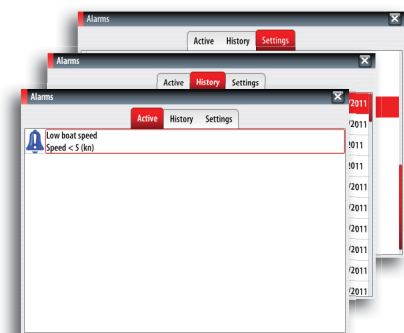 Alarms
Active History Settings
Alarms
Active History Settings
Alarms
Active History Settings
Low boat speed
Speed < 5 (kn)
/2011
/2011
/2011
/2011
/2011
/2011
/2011
/2011
/2011
/2011